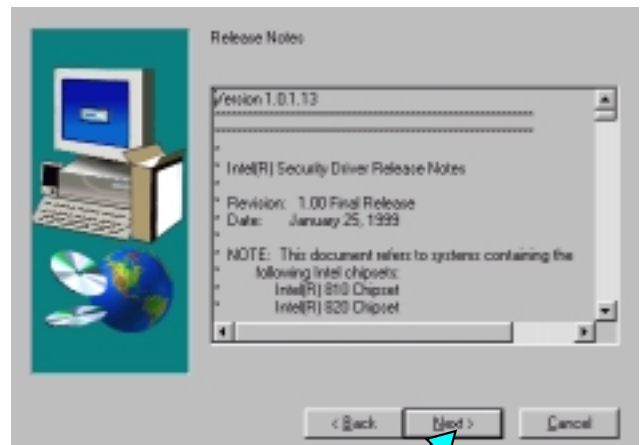 Release Notes
Version 1.0.1.13
*************************************************************
*************************************************************
*
* Intel(R) Security Driver Release Notes
*
* Revision: 1.00 Final Release
* Date: January 25, 1999
*
* NOTE: This document refers to systems containing the
* following Intel chipsets:
* Intel(R) 810 Chipset
* Intel(R) 820 Chipset
< Back
Next >
Cancel